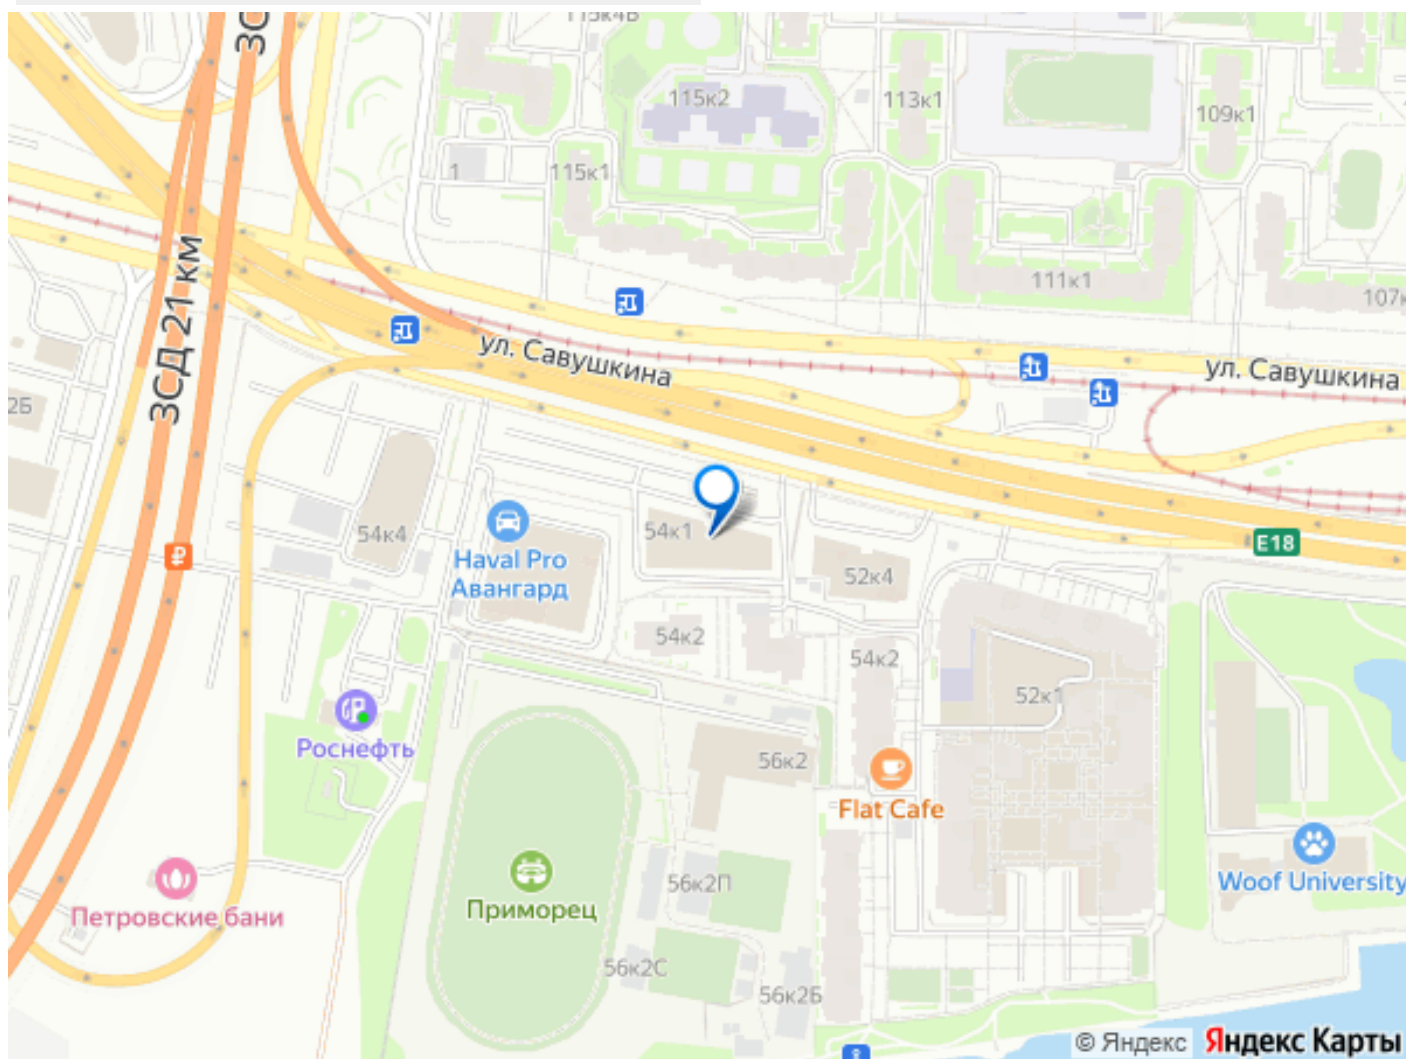 115к4Б
ЗС
115к2
113к1
109к1
1
115к1
111к1
107к
ЗСД 21 км
ул. Савушкина
ул. Савушкина
2Б
54к4
54к1
Haval Pro
Авангард
52к4
E18
54к2
54к2
52к1
Роснефть
56к2
Flat Cafe
56к2П
Приморец
Петровские бани
Woof University
56к2С
56к2Б
© Яндекс Яндекс Карты